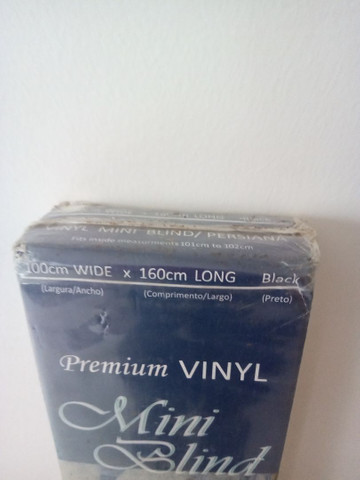 VINYL MINI BLIND/ PERSIANA
Fits inside measurements 101cm to 102cm
100cm WIDE x 160cm LONG Black
(Largura/Ancho) (Comprimento/Largo) (Preto)
Premium VINYL
Mini
Blind